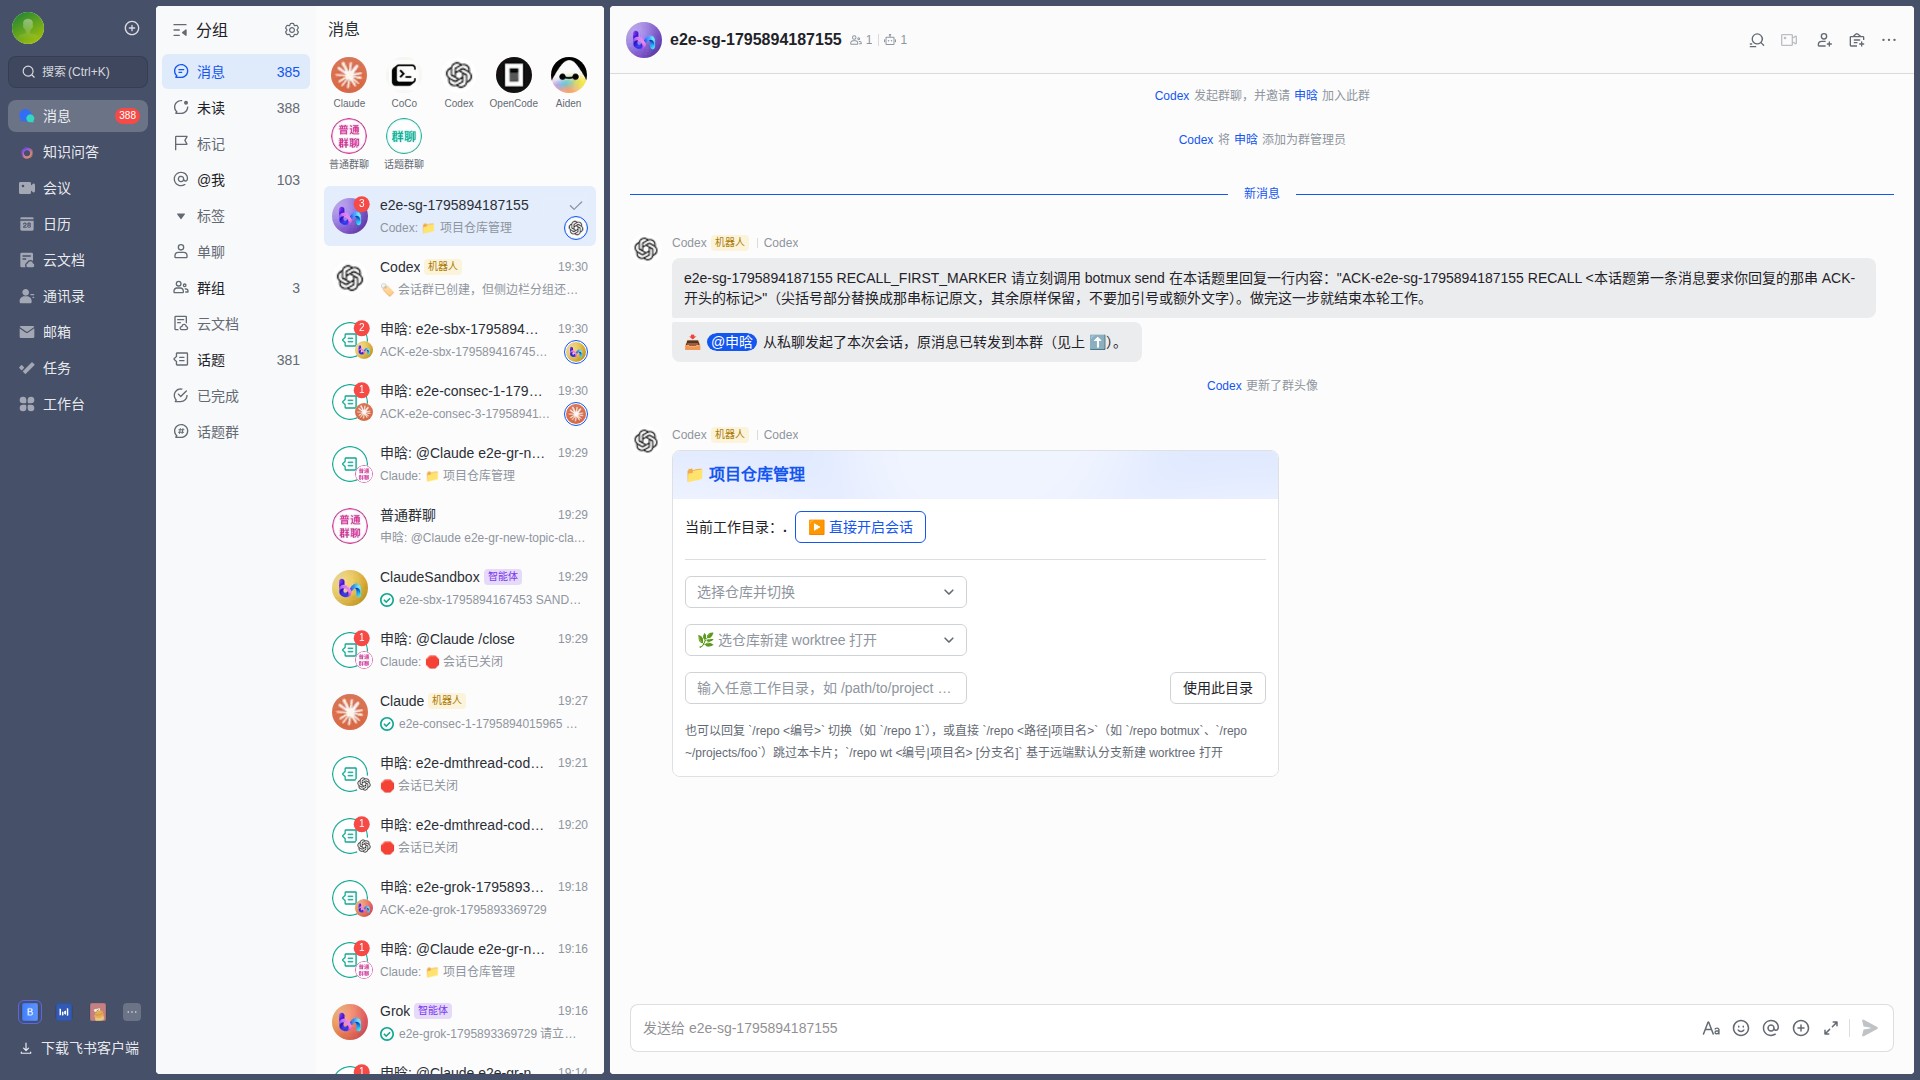 搜索 (Ctrl+K)
消息 388
知识问答
会议
日历
云文档
通讯录
邮箱
任务
工作台
下载飞书客户端
分组
消息 385
未读 388
标记
@我 103
标签
单聊
群组 3
云文档
话题 381
已完成
话题群
消息
Claude CoCo Codex OpenCode Aiden
普通群聊 群聊
普通群聊 话题群聊
3 e2e-sg-1795894187155
Codex: 📁 项目仓库管理
Codex 机器人 19:30
🏷️ 会话群已创建，但侧边栏分组还…
2 申晗: e2e-sbx-1795894… 19:30
ACK-e2e-sbx-179589416745…
1 申晗: e2e-consec-1-179… 19:30
ACK-e2e-consec-3-17958941…
申晗: @Claude e2e-gr-n… 19:29
Claude: 📁 项目仓库管理
普通群聊 普通群聊 19:29
申晗: @Claude e2e-gr-new-topic-cla…
ClaudeSandbox 智能体 19:29
e2e-sbx-1795894167453 SAND…
1 申晗: @Claude /close 19:29
Claude: 🛑 会话已关闭
Claude 机器人 19:27
e2e-consec-1-1795894015965 …
申晗: e2e-dmthread-cod… 19:21
🛑 会话已关闭
1 申晗: e2e-dmthread-cod… 19:20
🛑 会话已关闭
申晗: e2e-grok-1795893… 19:18
ACK-e2e-grok-1795893369729
1 申晗: @Claude e2e-gr-n… 19:16
Claude: 📁 项目仓库管理
Grok 智能体 19:16
e2e-grok-1795893369729 请立…
1 申晗: @Claude e2e-gr-n… 19:14
e2e-sg-1795894187155 1 1
Codex 发起群聊，并邀请 申晗 加入此群
Codex 将 申晗 添加为群管理员
新消息
Codex 机器人 Codex
e2e-sg-1795894187155 RECALL_FIRST_MARKER 请立刻调用 botmux send 在本话题里回复一行内容："ACK-e2e-sg-1795894187155 RECALL <本话题第一条消息要求你回复的那串 ACK-
开头的标记>"（尖括号部分替换成那串标记原文，其余原样保留，不要加引号或额外文字）。做完这一步就结束本轮工作。
📥 @申晗 从私聊发起了本次会话，原消息已转发到本群（见上 ⬆️）。
Codex 更新了群头像
Codex 机器人 Codex
📁 项目仓库管理
当前工作目录：. ▶️ 直接开启会话
选择仓库并切换
🌿 选仓库新建 worktree 打开
输入任意工作目录，如 /path/to/project … 使用此目录
也可以回复 `/repo <编号>` 切换（如 `/repo 1`），或直接 `/repo <路径|项目名>`（如 `/repo botmux`、`/repo
~/projects/foo`）跳过本卡片；`/repo wt <编号|项目名> [分支名]` 基于远端默认分支新建 worktree 打开
发送给 e2e-sg-1795894187155